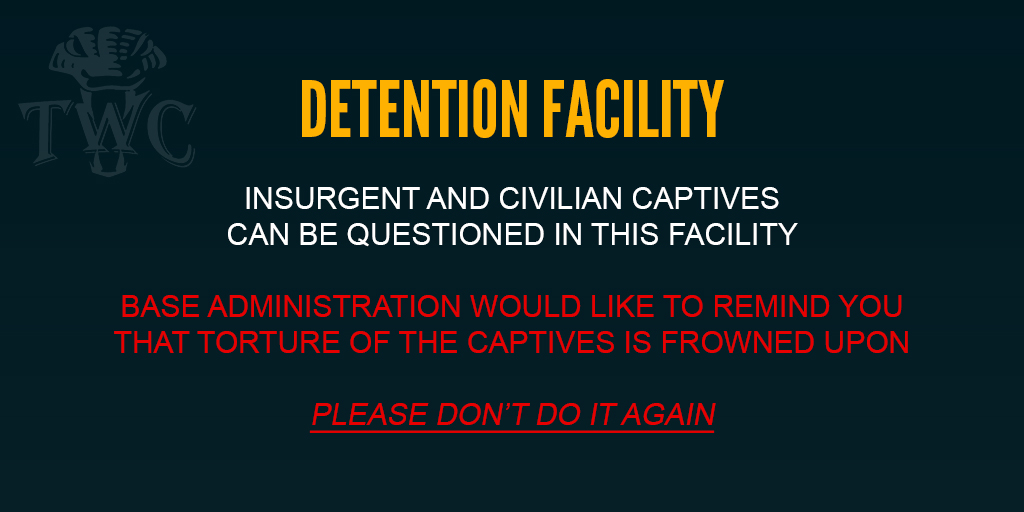 TWC
DETENTION FACILITY
INSURGENT AND CIVILIAN CAPTIVES
CAN BE QUESTIONED IN THIS FACILITY
BASE ADMINISTRATION WOULD LIKE TO REMIND YOU
THAT TORTURE OF THE CAPTIVES IS FROWNED UPON
PLEASE DON'T DO IT AGAIN